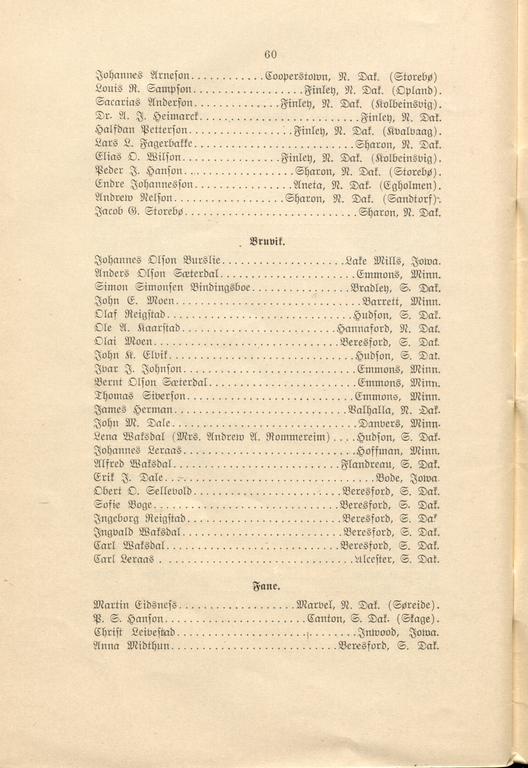 60
Johannes Arneson............Cooperstown, N. Dak. (Storebø)
Louis R. Sampson...................Finley, N. Dak. (Opland).
Sacarias Anderson..............Finley, N. Dak. (Kolbeinsvig).
Dr. A. J. Heimarck...........................Finley, N. Dak.
Halfdan Petterson.................Finley, N. Dak. (Kvalvaag).
Lars L. Fagerbakke...........................Sharon, N. Dak.
Elias O. Wilson................Finley, N. Dak. (Kolbeinsvig).
Peder J. Hanson..................Sharon, N. Dak. (Storebø).
Endre Johannesson................Aneta, N. Dak. (Egholmen).
Andrew Nelson...................Sharon, N. Dak. (Sandtorf).
Jacob G. Storebø.............................Sharon, N. Dak.
Bruvik.
Johannes Olson Burslie.....................Lake Mills, Iowa.
Anders Olson Sæterdal.......................Emmons, Minn.
Simon Simonsen Bindingsboe................Bradley, S. Dak.
John E. Moen................................Barrett, Minn.
Olaf Reigstad...............................Hudson, S. Dak.
Ole A. Kaarstad..........................Hannaford, N. Dak.
Olai Moen................................Beresford, S. Dak.
John K. Elvik...............................Hudson, S. Dak.
Ivar J. Johnson.............................Emmons, Minn.
Bernt Olson Sæterdal........................Emmons, Minn.
Thomas Siverson.............................Emmons, Minn.
James Herman.............................Valhalla, N. Dak.
John M. Dale................................Danvers, Minn.
Lena Waksdal (Mrs. Andrew A. Rommereim)....Hudson, S. Dak.
Johannes Leraas.............................Hoffman, Minn.
Alfred Waksdal...........................Flandreau, S. Dak.
Erik J. Dale...................................Bode, Iowa.
Obert O. Sellevold.......................Beresford, S. Dak.
Sofie Boge...............................Beresford, S. Dak.
Ingeborg Reigstad........................Beresford, S. Dak
Ingvald Waksdal..........................Beresford, S. Dak.
Carl Waksdal.............................Beresford, S. Dak.
Carl Leraas ................................Alcester, S. Dak.
Fane.
Martin Eidsness...................Marvel, N. Dak. (Søreide).
P. S. Hanson........................Canton, S. Dak. (Skage).
Christ Leivestad............................Inwood, Iowa.
Anna Midthun.............................Beresford, S. Dak.